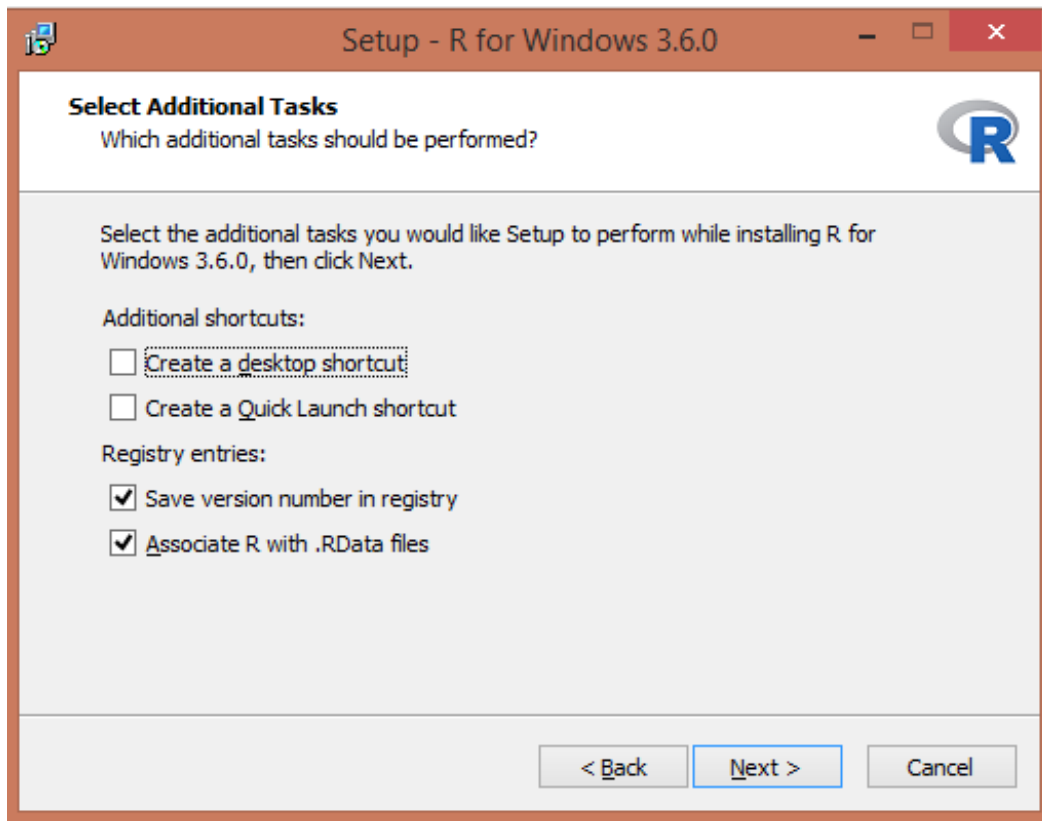 Setup - R for Windows 3.6.0
Select Additional Tasks
Which additional tasks should be performed?
R
Select the additional tasks you would like Setup to perform while installing R for
Windows 3.6.0, then click Next.
Additional shortcuts:
Create a desktop shortcut
Create a Quick Launch shortcut
Registry entries:
Save version number in registry
Associate R with .RData files
< Back
Next >
Cancel